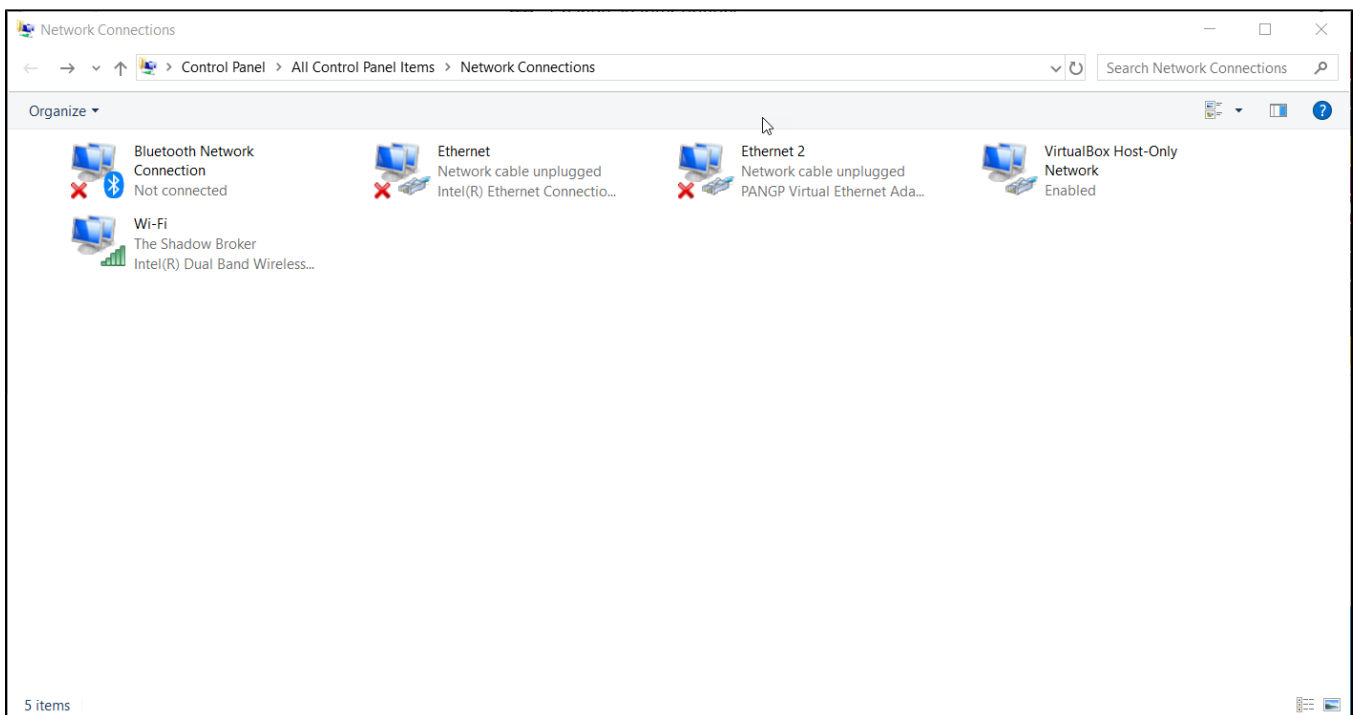 Network Connections
Control Panel > All Control Panel Items > Network Connections
Search Network Connections
Organize
Bluetooth Network
Connection
Not connected
Ethernet
Network cable unplugged
Intel(R) Ethernet Connectio...
Ethernet 2
Network cable unplugged
PANGP Virtual Ethernet Ada...
VirtualBox Host-Only
Network
Enabled
Wi-Fi
The Shadow Broker
Intel(R) Dual Band Wireless...
5 items